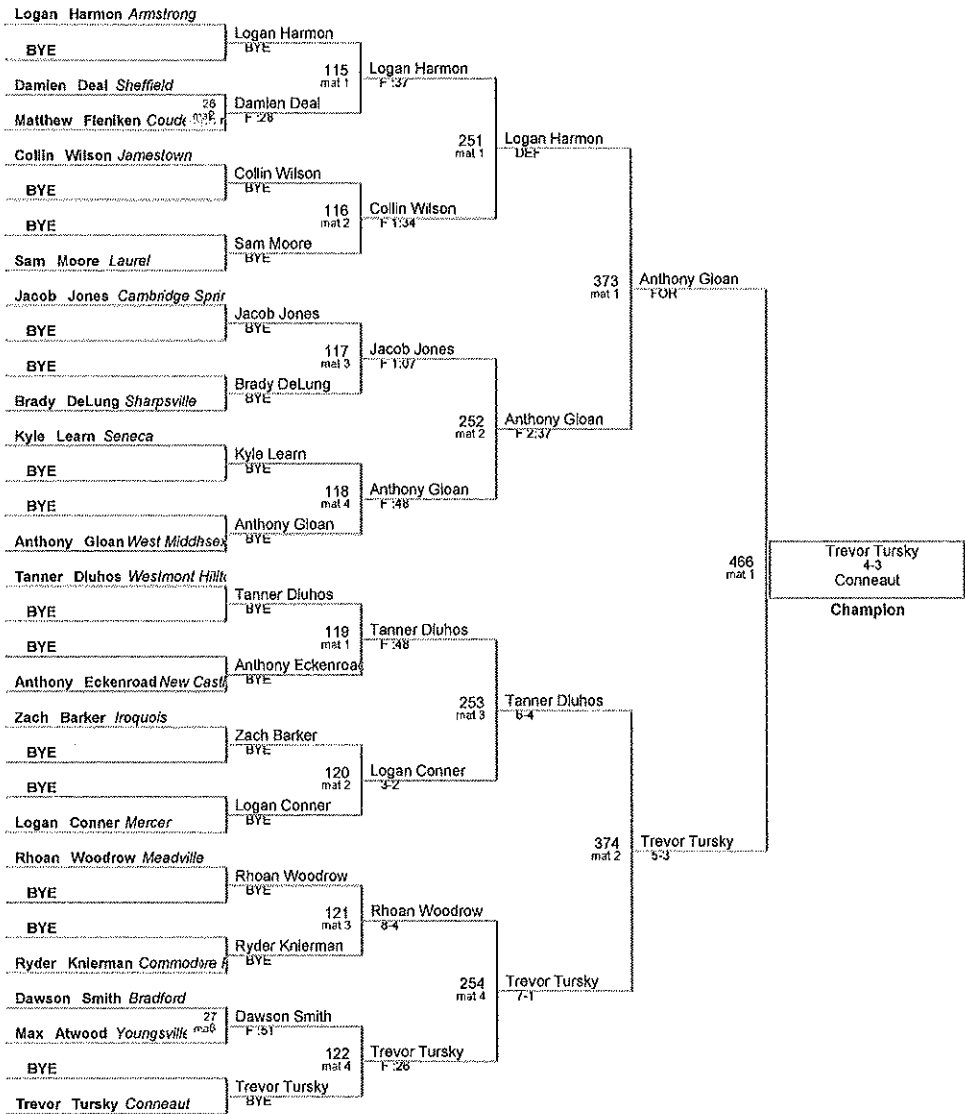 Logan Harmon Armstrong
BYE
Damien Deal Sheffield
26
Matthew Fleniken
Collin Wilson Jamestown
BYE
BYE
Sam Moore Laurel
Jacob Jones Cambridge Sprin
BYE
BYE
Brady DeLung Sharpsville
Kyle Learn Seneca
BYE
BYE
Anthony Gloan West Middlsex
Tanner Dluhos Westmont Hillto
BYE
BYE
Anthony Eckenroad New Castl
Zach Barker Iroquois
BYE
BYE
Logan Conner Mercer
Rhoan Woodrow Meadville
BYE
BYE
Ryder Knierman Commodore P
Dawson Smith Bradford
27
Max Atwood Youngsville
BYE
Trevor Tursky Conneaut
Logan Harmon
BYE
115
mat 1
Damien Deal
F :28
Collin Wilson
BYE
116
mat 2
Sam Moore
BYE
Jacob Jones
BYE
117
mat 3
Brady DeLung
BYE
Kyle Learn
BYE
118
mat 4
Anthony Gloan
BYE
Tanner Dluhos
BYE
119
mat 1
Anthony Eckenroad
BYE
Zach Barker
BYE
120
mat 2
Logan Conner
BYE
Rhoan Woodrow
BYE
121
mat 3
Ryder Knierman
BYE
Dawson Smith
F :51
122
mat 4
Trevor Tursky
BYE
Logan Harmon
F :37
251
mat 1
Collin Wilson
F 1:34
Jacob Jones
F 1:07
252
mat 2
Anthony Gloan
F :48
Tanner Dluhos
F :48
253
mat 3
Logan Conner
3-2
Rhoan Woodrow
8-4
254
mat 4
Trevor Tursky
F :26
Logan Harmon
DEF
373
mat 1
Anthony Gloan
F 2:37
Tanner Dluhos
6-4
374
mat 2
Trevor Tursky
7-1
Anthony Gloan
FOR
466
mat 1
Trevor Tursky
5-3
Trevor Tursky
4-3
Conneaut
Champion